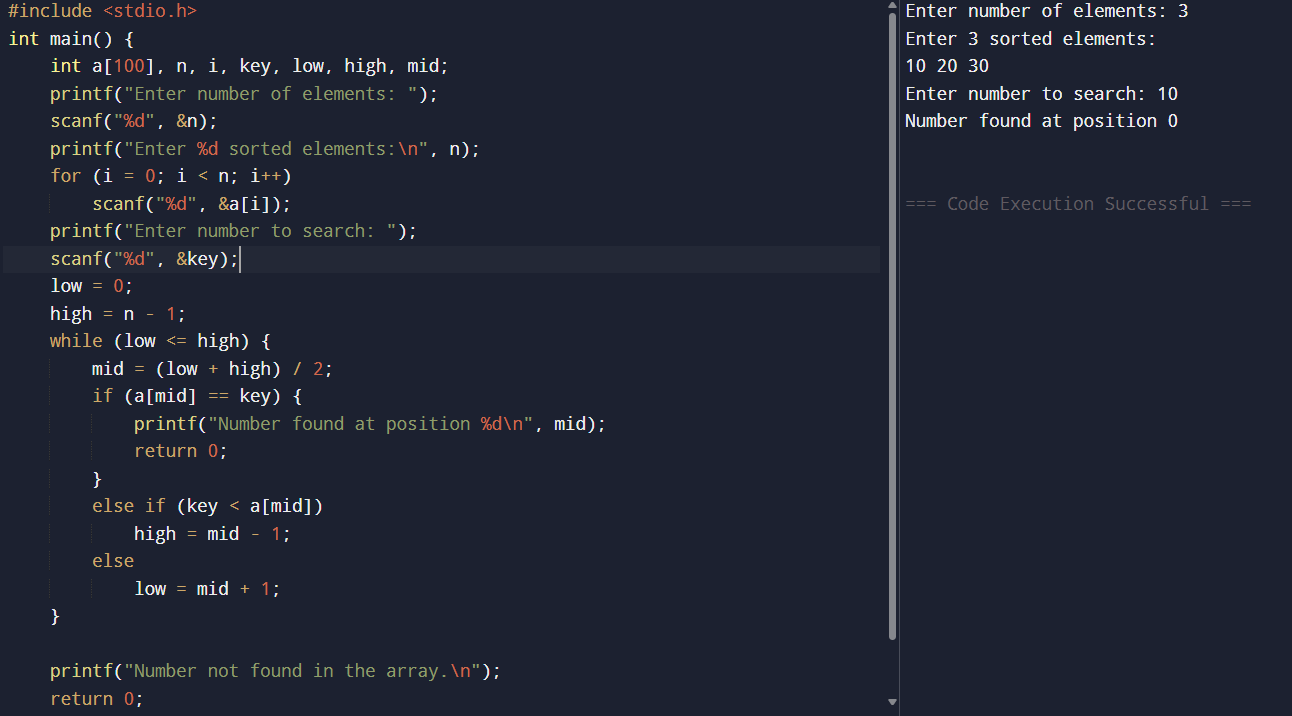 #include <stdio.h>
int main() {
    int a[100], n, i, key, low, high, mid;
    printf("Enter number of elements: ");
    scanf("%d", &n);
    printf("Enter %d sorted elements:\n", n);
    for (i = 0; i < n; i++)
        scanf("%d", &a[i]);
    printf("Enter number to search: ");
    scanf("%d", &key);
    low = 0;
    high = n - 1;
    while (low <= high) {
        mid = (low + high) / 2;
        if (a[mid] == key) {
            printf("Number found at position %d\n", mid);
            return 0;
        }
        else if (key < a[mid])
            high = mid - 1;
        else
            low = mid + 1;
    }
    printf("Number not found in the array.\n");
    return 0;
Enter number of elements: 3
Enter 3 sorted elements:
10 20 30
Enter number to search: 10
Number found at position 0
=== Code Execution Successful ===